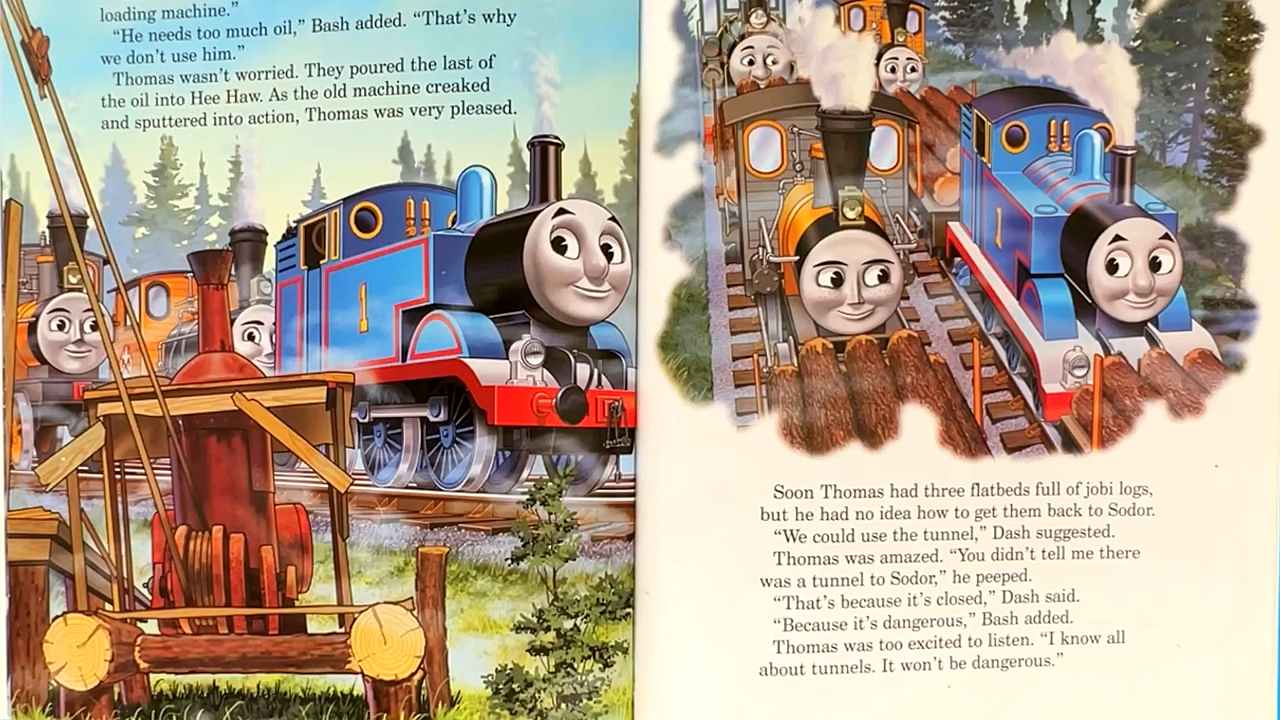 loading machine.”
“He needs too much oil,” Bash added. “That’s why
we don’t use him.”
Thomas wasn’t worried. They poured the last of
the oil into Hee Haw. As the old machine creaked
and sputtered into action, Thomas was very pleased.
1
1
Soon Thomas had three flatbeds full of jobi logs,
but he had no idea how to get them back to Sodor.
“We could use the tunnel,” Dash suggested.
Thomas was amazed. “You didn’t tell me there
was a tunnel to Sodor,” he peeped.
“That’s because it’s closed,” Dash said.
“Because it’s dangerous,” Bash added.
Thomas was too excited to listen. “I know all
about tunnels. It won’t be dangerous.”